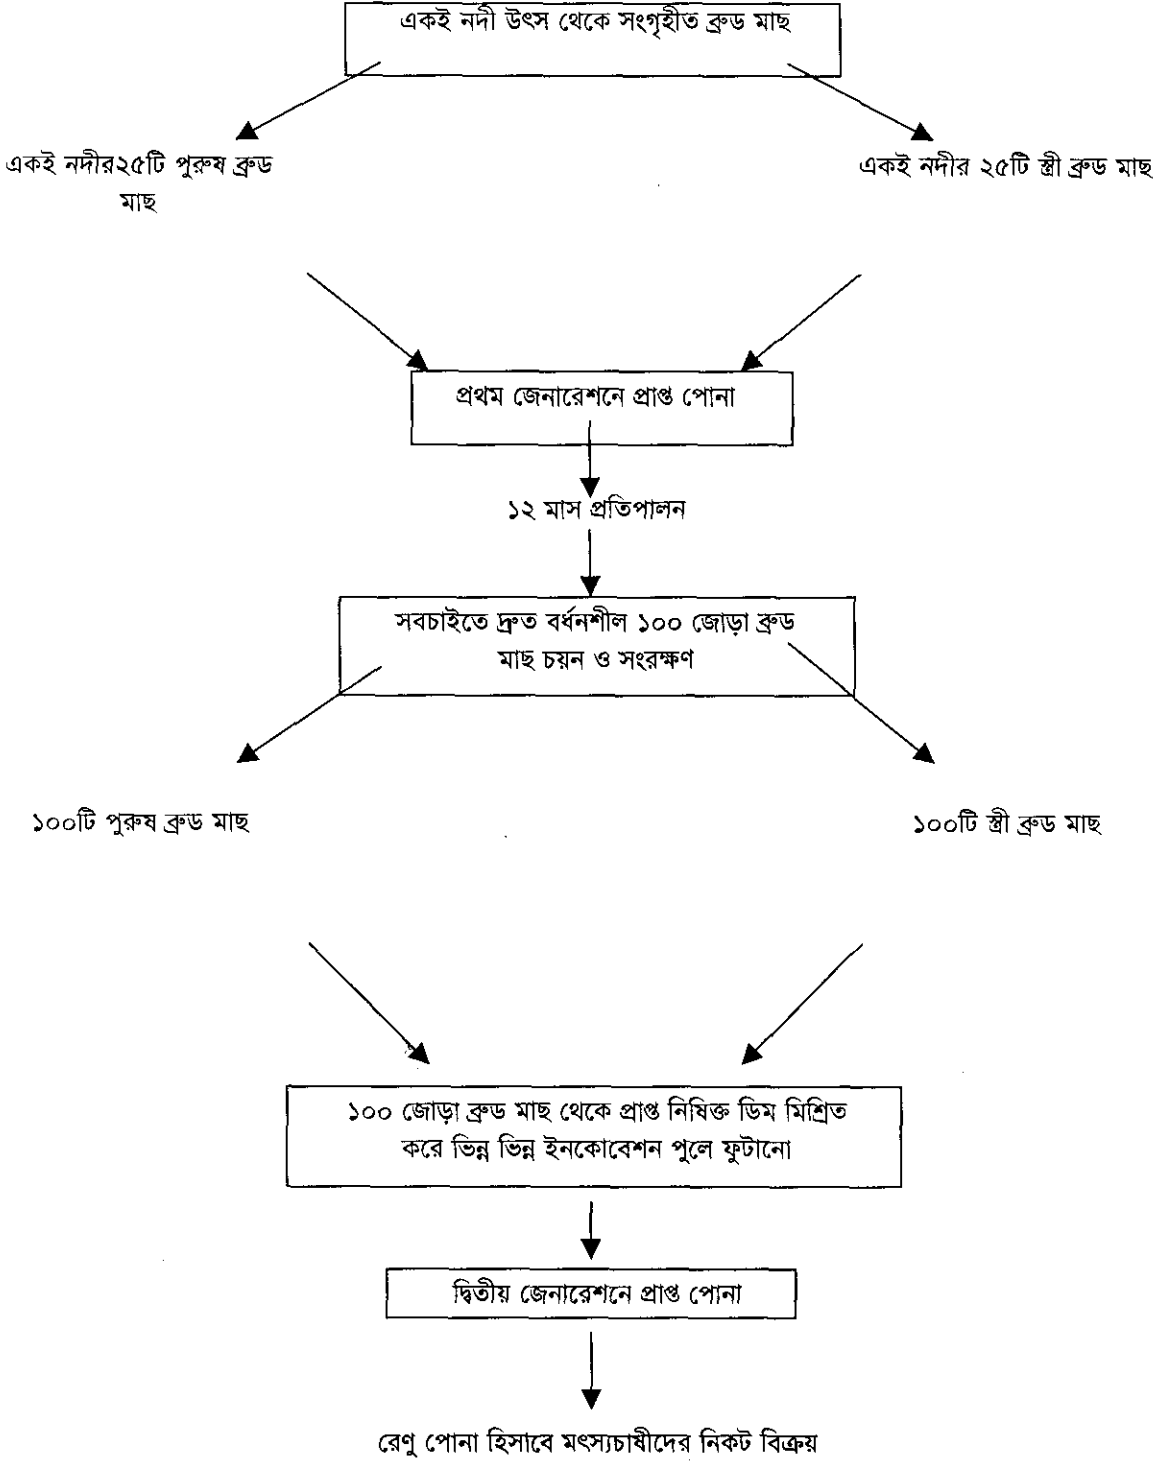 একই নদী উৎস থেকে সংগৃহীত ব্রুড মাছ
একই নদীর২৫টি পুরুষ ব্রুড
মাছ
একই নদীর ২৫টি স্ত্রী ব্রুড মাছ
প্রথম জেনারেশনে প্রাপ্ত পোনা
১২ মাস প্রতিপালন
সবচাইতে দ্রুত বর্ধনশীল ১০০ জোড়া ব্রুড
মাছ চয়ন ও সংরক্ষণ
১০০টি পুরুষ ব্রুড মাছ
১০০টি স্ত্রী ব্রুড মাছ
১০০ জোড়া ব্রুড মাছ থেকে প্রাপ্ত নিষিক্ত ডিম মিশ্রিত
করে ভিন্ন ভিন্ন ইনকোবেশন পুলে ফুটানো
দ্বিতীয় জেনারেশনে প্রাপ্ত পোনা
রেণু পোনা হিসাবে মৎস্যচাষীদের নিকট বিক্রয়